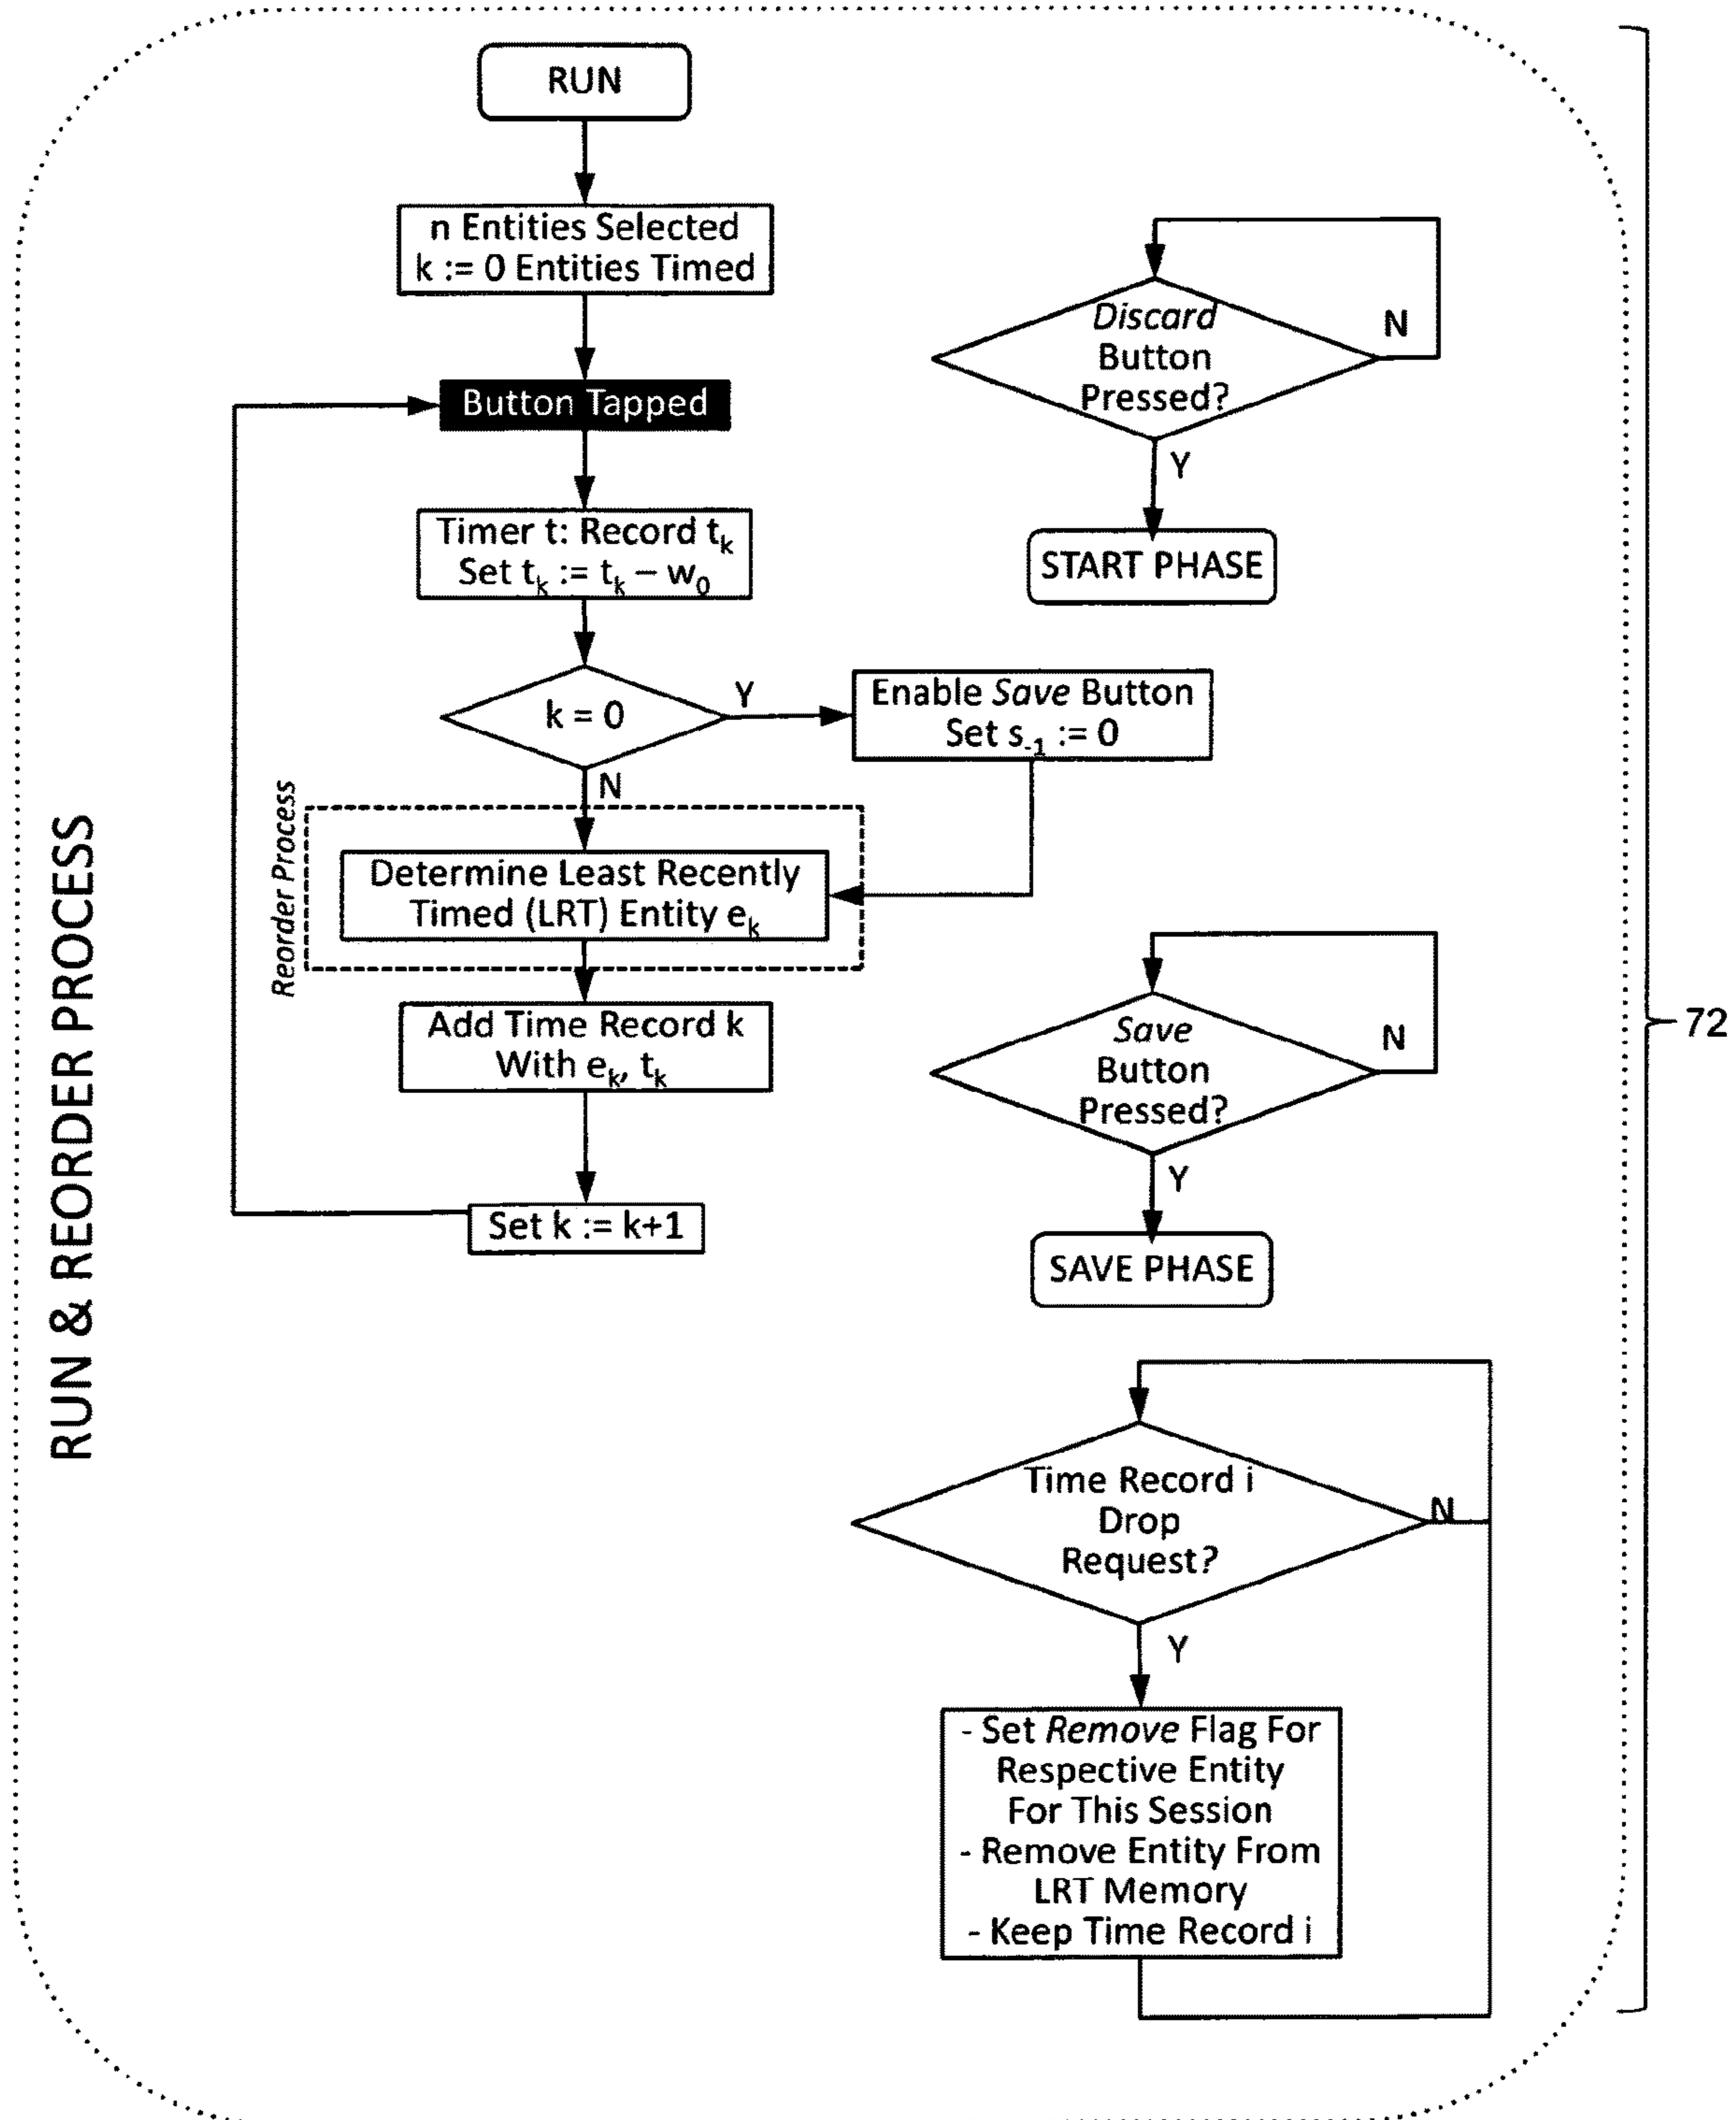 RUN & REORDER PROCESS
RUN
n Entities Selected
k := 0 Entities Timed
Button Tapped
Timer t: Record tₖ
Set tₖ := tₖ – w₀
k = 0
Y
N
Enable Save Button
Set s₋₁ := 0
Reorder Process
Determine Least Recently
Timed (LRT) Entity eₖ
Add Time Record k
With eₖ, tₖ
Set k := k+1
Discard
Button
Pressed?
N
Y
START PHASE
Save
Button
Pressed?
N
Y
SAVE PHASE
Time Record i
Drop
Request?
N
Y
- Set Remove Flag For
Respective Entity
For This Session
- Remove Entity From
LRT Memory
- Keep Time Record i
72